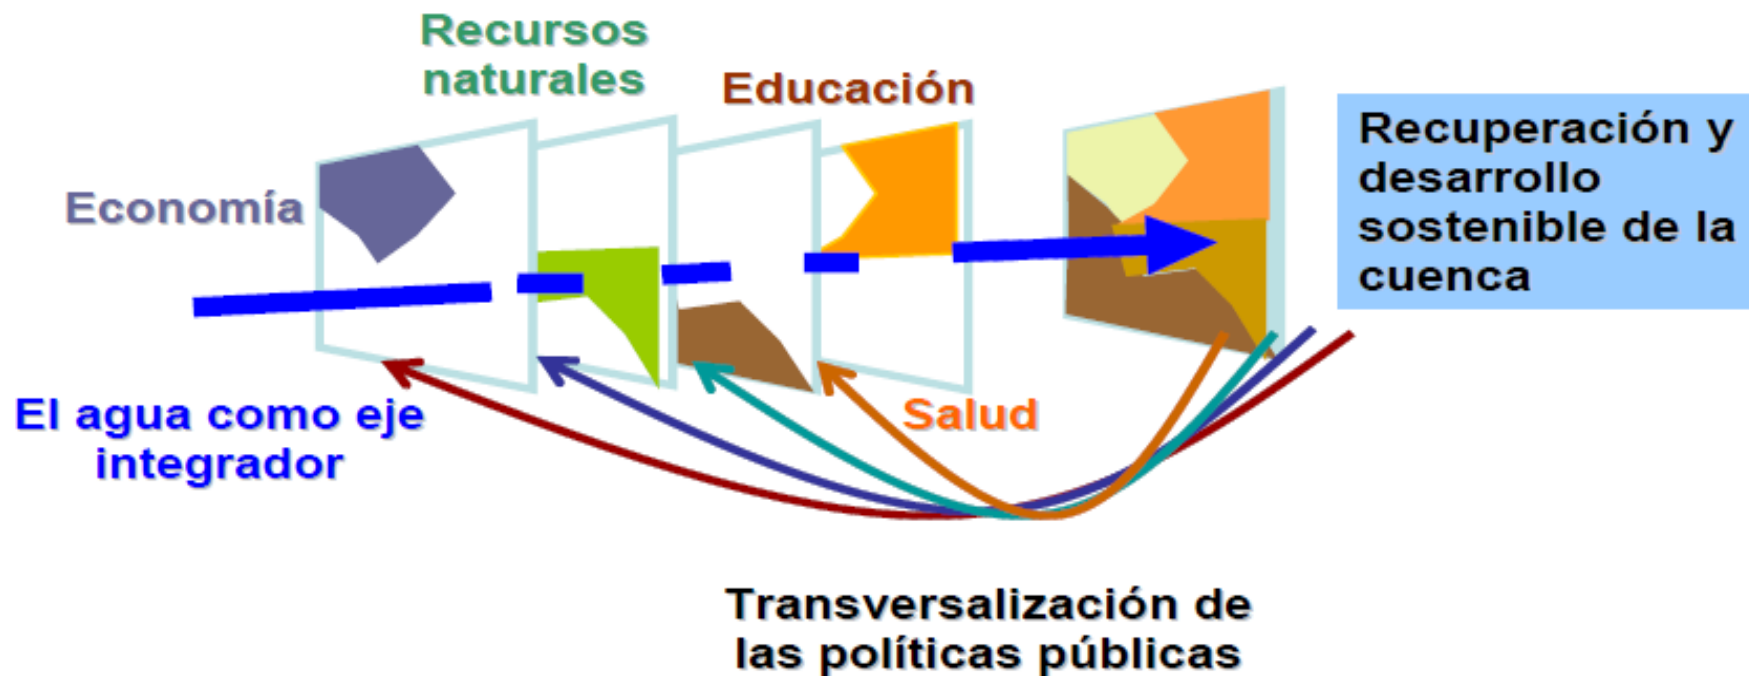 Recursos
naturales
Educación
Economía
Recuperación y
desarrollo
sostenible de la
cuenca
El agua como eje
integrador
Salud
Transversalización de
las políticas públicas